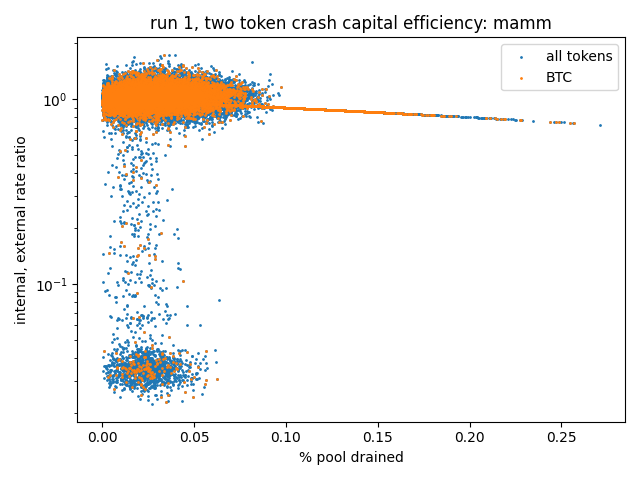 run 1, two token crash capital efficiency: mamm
all tokens
BTC
internal, external rate ratio
10⁰
10⁻¹
0.00 0.05 0.10 0.15 0.20 0.25
% pool drained